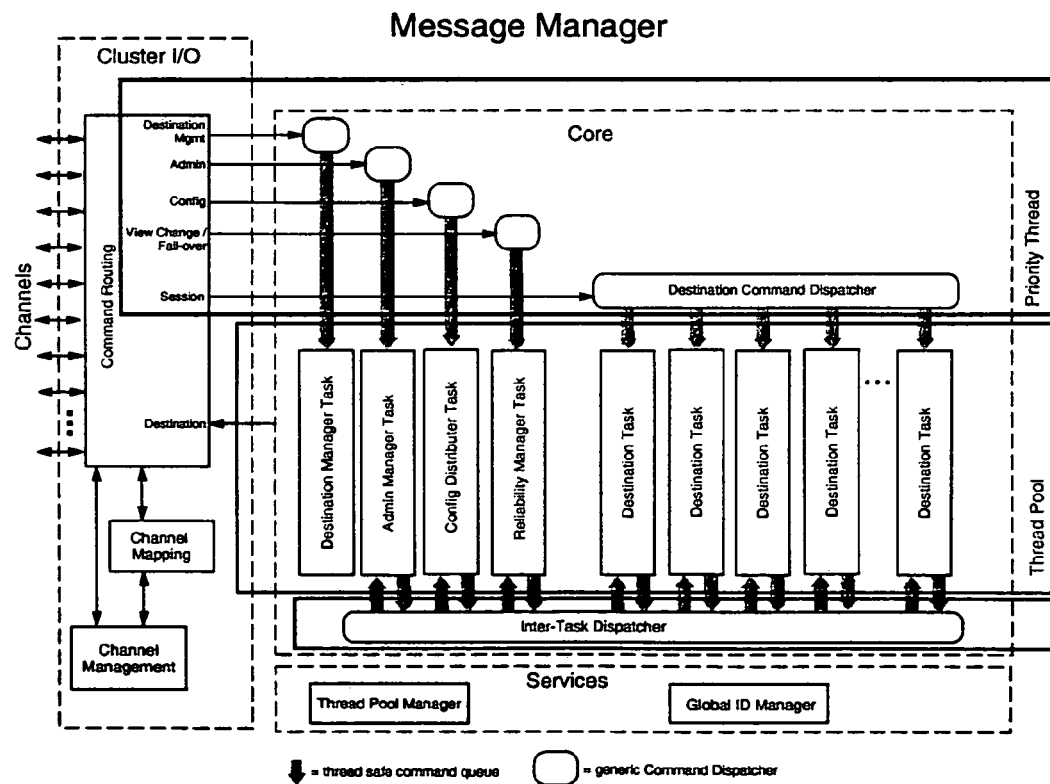 Message Manager
Cluster I/O
Core
Destination
Mgmt
Admin
Config
View Change /
Fail-over
Session
Destination
Command Routing
Channels
Channel
Mapping
Channel
Management
Destination Command Dispatcher
Priority Thread
Thread Pool
Destination Manager Task
Admin Manager Task
Config Distributer Task
Reliability Manager Task
Destination Task
Destination Task
Destination Task
Destination Task
...
Destination Task
Inter-Task Dispatcher
Services
Thread Pool Manager
Global ID Manager
= thread safe command queue
= generic Command Dispatcher